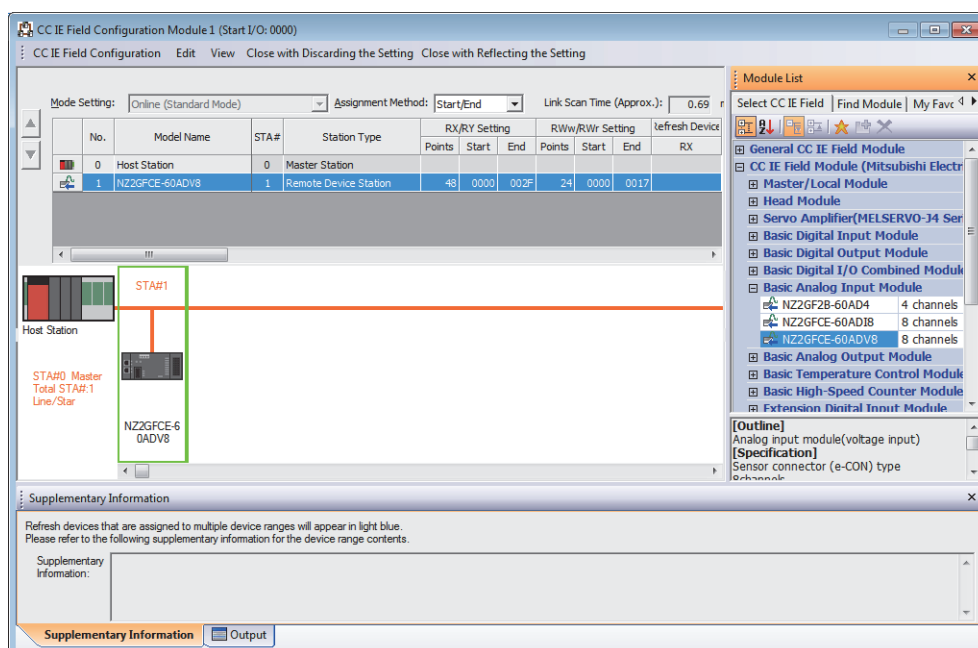 CC IE Field Configuration Module 1 (Start I/O: 0000)
CC IE Field Configuration Edit View Close with Discarding the Setting Close with Reflecting the Setting
Mode Setting: Online (Standard Mode) Assignment Method: Start/End Link Scan Time (Approx.): 0.69
No. Model Name STA# Station Type RX/RY Setting RWw/RWr Setting Refresh Device
Points Start End Points Start End RX
0 Host Station 0 Master Station
1 NZ2GFCE-60ADV8 1 Remote Device Station 48 0000 002F 24 0000 0017
STA#1
Host Station
STA#0 Master
Total STA#:1
Line/Star
NZ2GFCE-6
0ADV8
Module List
Select CC IE Field Find Module My Favc
General CC IE Field Module
CC IE Field Module (Mitsubishi Electr
Master/Local Module
Head Module
Servo Amplifier(MELSERVO-J4 Ser
Basic Digital Input Module
Basic Digital Output Module
Basic Digital I/O Combined Module
Basic Analog Input Module
NZ2GF2B-60AD4 4 channels
NZ2GFCE-60ADI8 8 channels
NZ2GFCE-60ADV8 8 channels
Basic Analog Output Module
Basic Temperature Control Module
Basic High-Speed Counter Module
Extension Digital Input Module
[Outline]
Analog input module(voltage input)
[Specification]
Sensor connector (e-CON) type
8channels
Supplementary Information
Refresh devices that are assigned to multiple device ranges will appear in light blue.
Please refer to the following supplementary information for the device range contents.
Supplementary
Information:
Supplementary Information Output